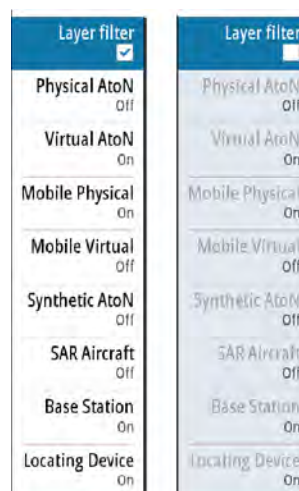 Layer filter
Physical AtoN
Off
Virtual AtoN
On
Mobile Physical
On
Mobile Virtual
Off
Synthetic AtoN
Off
SAR Aircraft
Off
Base Station
On
Locating Device
On
Layer filter
Physical AtoN
Off
Virtual AtoN
On
Mobile Physical
On
Mobile Virtual
Off
Synthetic AtoN
Off
SAR Aircraft
Off
Base Station
On
Locating Device
On